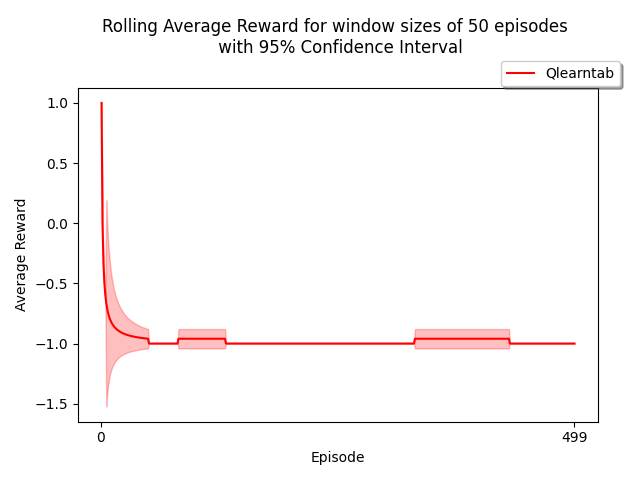 Rolling Average Reward for window sizes of 50 episodes
with 95% Confidence Interval
Qlearntab
1.0
0.5
0.0
−0.5
−1.0
−1.5
Average Reward
0
499
Episode